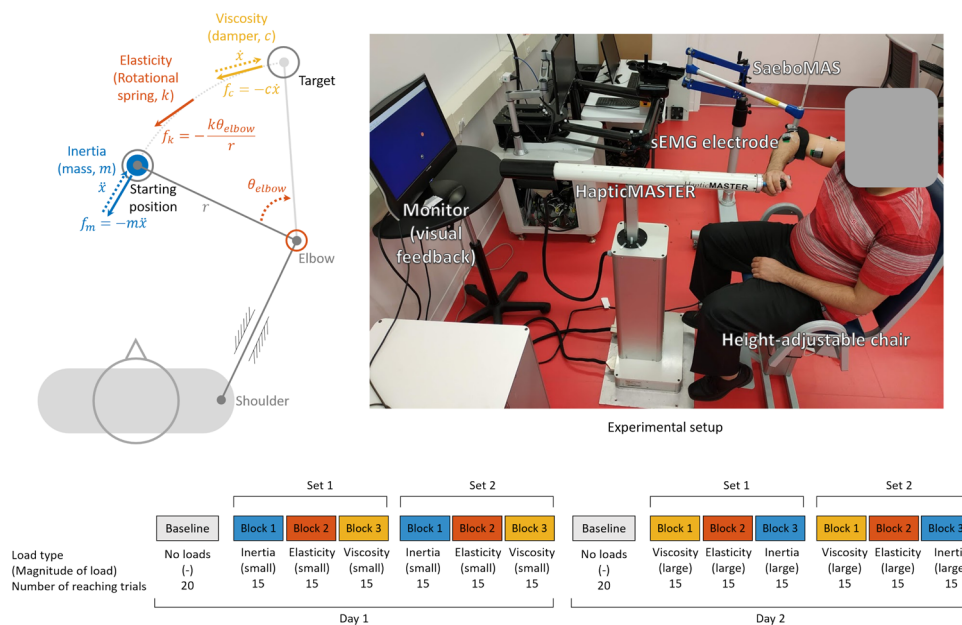 Viscosity
(damper, c)
ẋ
f_c = −cẋ
Target
Elasticity
(Rotational
spring, k)
f_k = − kθ_elbow / r
Inertia
(mass, m)
ẍ
f_m = −mẍ
Starting
position
r
θ_elbow
Elbow
Shoulder
SaeboMAS
sEMG electrode
HapticMASTER
HapticMASTER
Monitor
(visual
feedback)
Height-adjustable chair
Experimental setup
Set 1 Set 2 Set 1 Set 2
Baseline Block 1 Block 2 Block 3 Block 1 Block 2 Block 3 Baseline Block 1 Block 2 Block 3 Block 1 Block 2 Block 3
Load type No loads Inertia Elasticity Viscosity Inertia Elasticity Viscosity No loads Viscosity Elasticity Inertia Viscosity Elasticity Inertia
(Magnitude of load) (-) (small) (small) (small) (small) (small) (small) (-) (large) (large) (large) (large) (large) (large)
Number of reaching trials 20 15 15 15 15 15 15 20 15 15 15 15 15 15
Day 1 Day 2